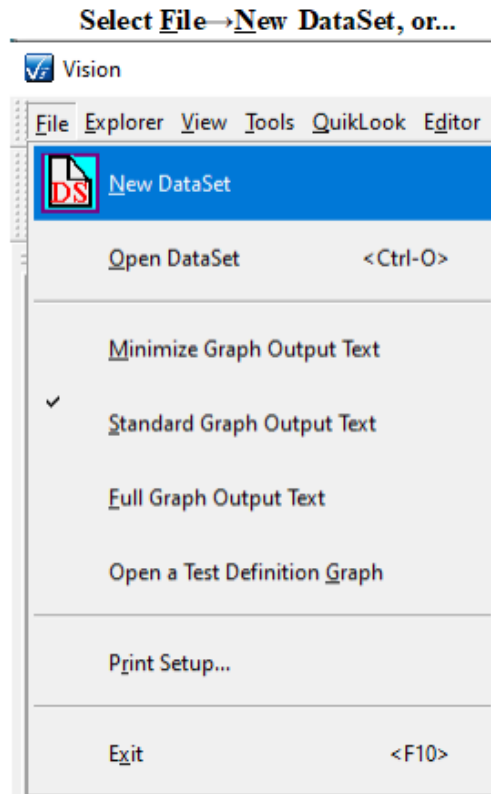 Select File→New DataSet, or...
Vision
File Explorer View Tools QuikLook Editor
DS New DataSet
Open DataSet <Ctrl-O>
Minimize Graph Output Text
Standard Graph Output Text
Full Graph Output Text
Open a Test Definition Graph
Print Setup...
Exit <F10>